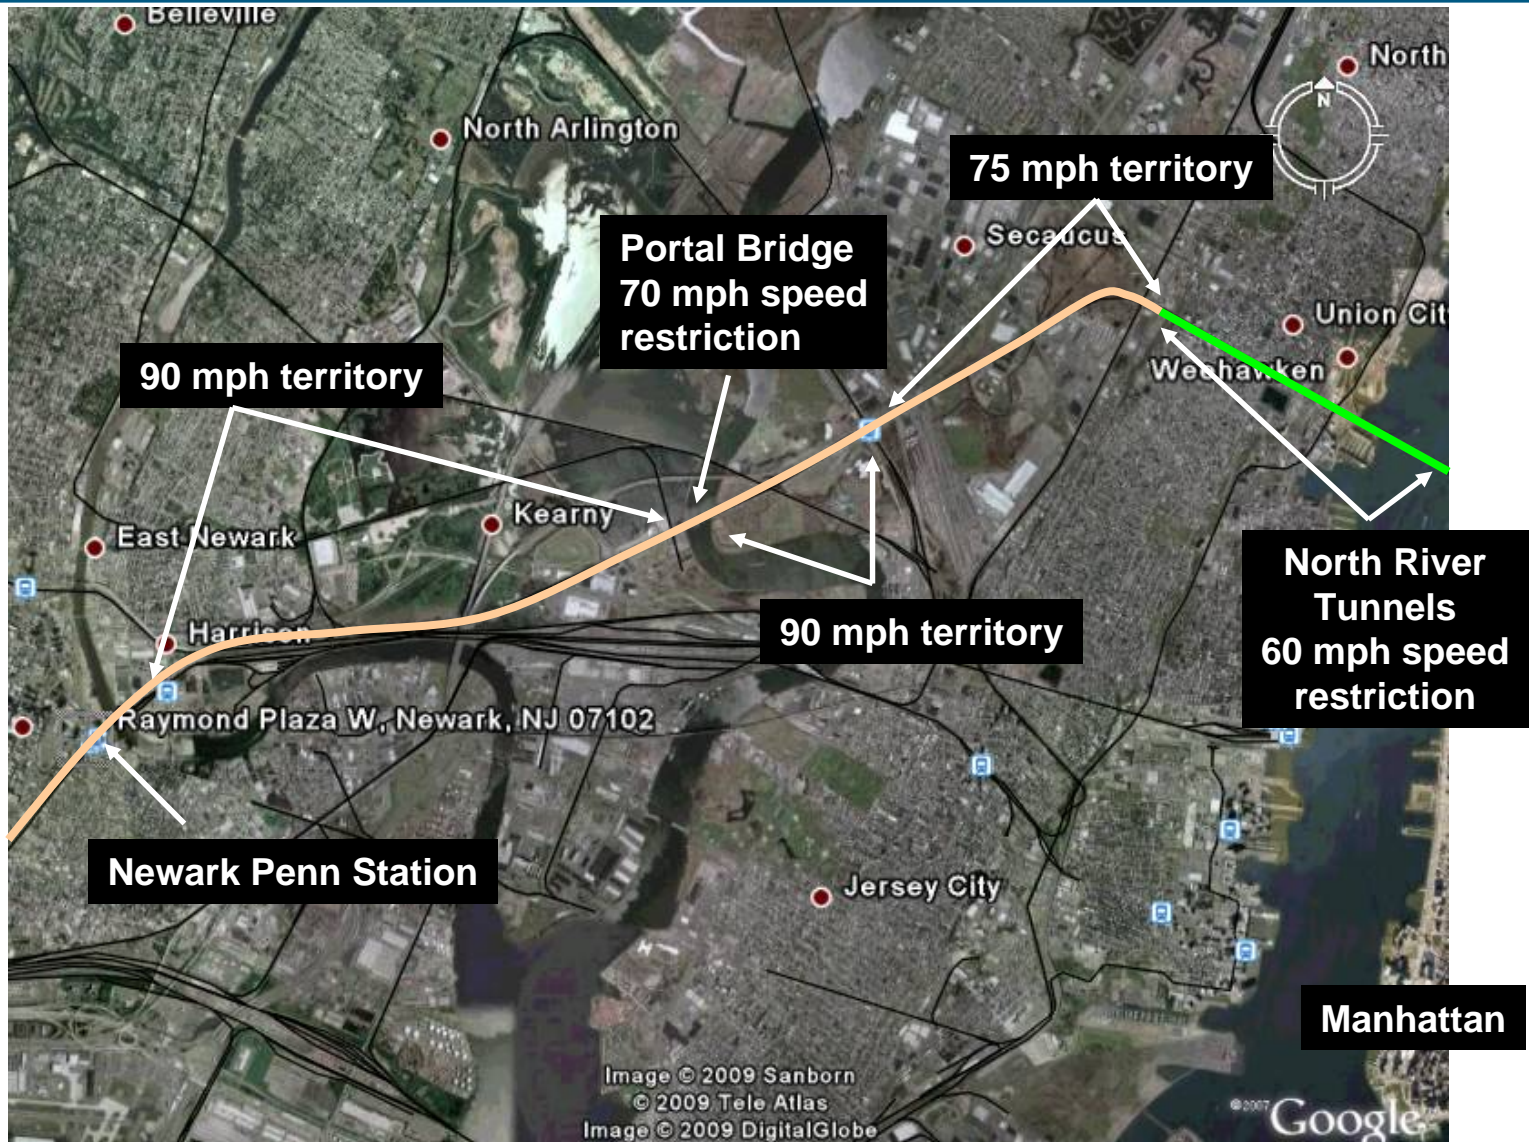 Belleville
North
N
North Arlington
75 mph territory
Secaucus
Portal Bridge
70 mph speed
restriction
Union Cit
90 mph territory
Weehawken
Kearny
East Newark
North River
Tunnels
60 mph speed
restriction
90 mph territory
Harrison
Raymond Plaza W, Newark, NJ 07102
Newark Penn Station
Jersey City
Manhattan
Image © 2009 Sanborn
© 2009 Tele Atlas
Image © 2009 DigitalGlobe
©2007 Google